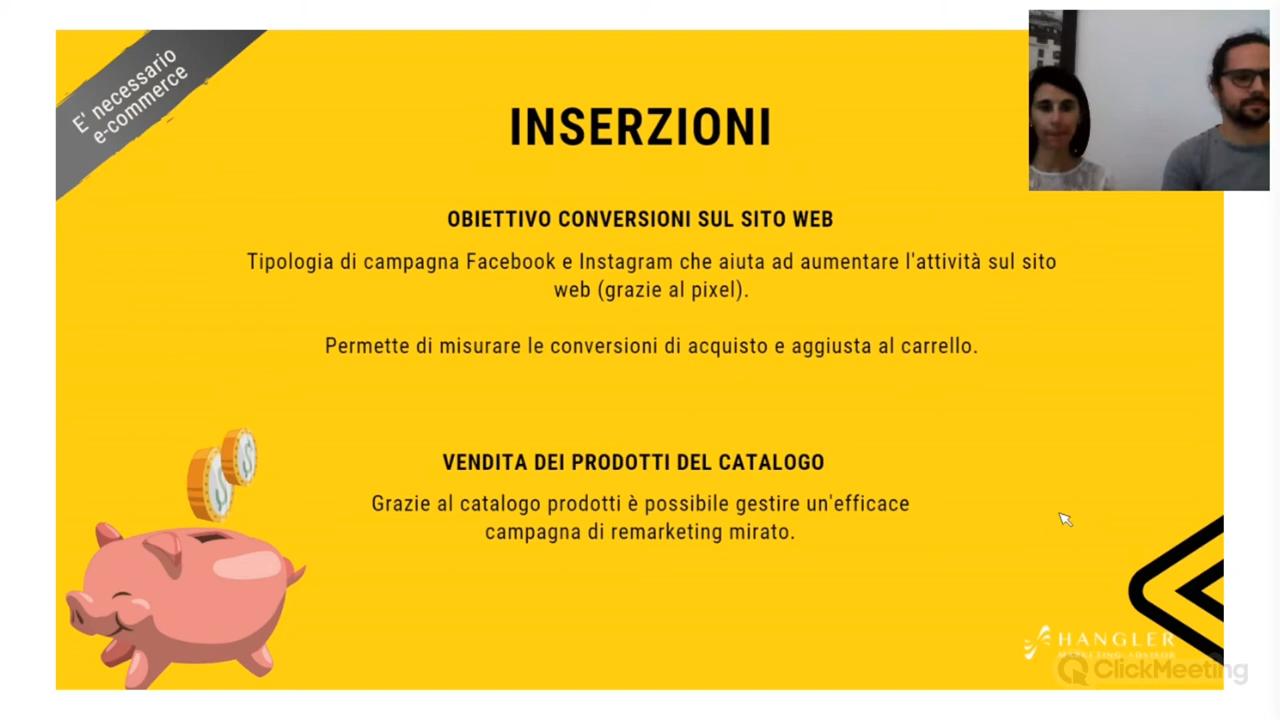 E' necessario
e-commerce
INSERZIONI
OBIETTIVO CONVERSIONI SUL SITO WEB
Tipologia di campagna Facebook e Instagram che aiuta ad aumentare l'attività sul sito
web (grazie al pixel).
Permette di misurare le conversioni di acquisto e aggiusta al carrello.
VENDITA DEI PRODOTTI DEL CATALOGO
Grazie al catalogo prodotti è possibile gestire un'efficace
campagna di remarketing mirato.
HANGLER
MARKETING ADVISOR
ClickMeeting